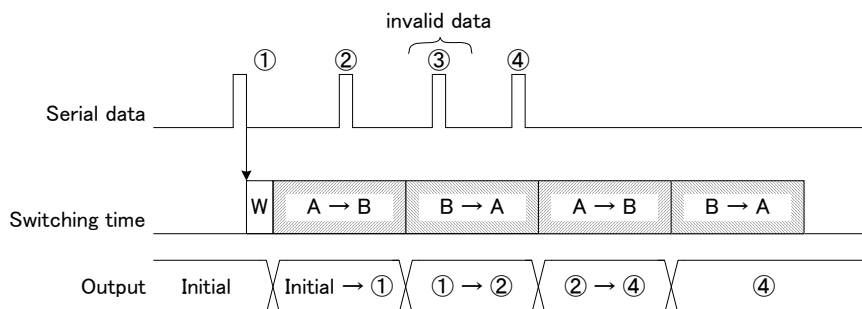 invalid data
① ② ③ ④
Serial data
Switching time W A → B B → A A → B B → A
Output Initial Initial → ① ① → ② ② → ④ ④